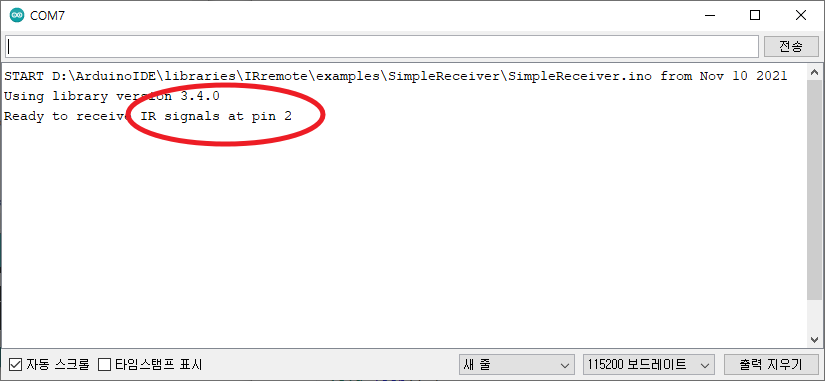 COM7
전송
START D:\ArduinoIDE\libraries\IRremote\examples\SimpleReceiver\SimpleReceiver.ino from Nov 10 2021
Using library version 3.4.0
Ready to receive IR signals at pin 2
자동 스크롤 타임스탬프 표시 새 줄 115200 보드레이트 출력 지우기